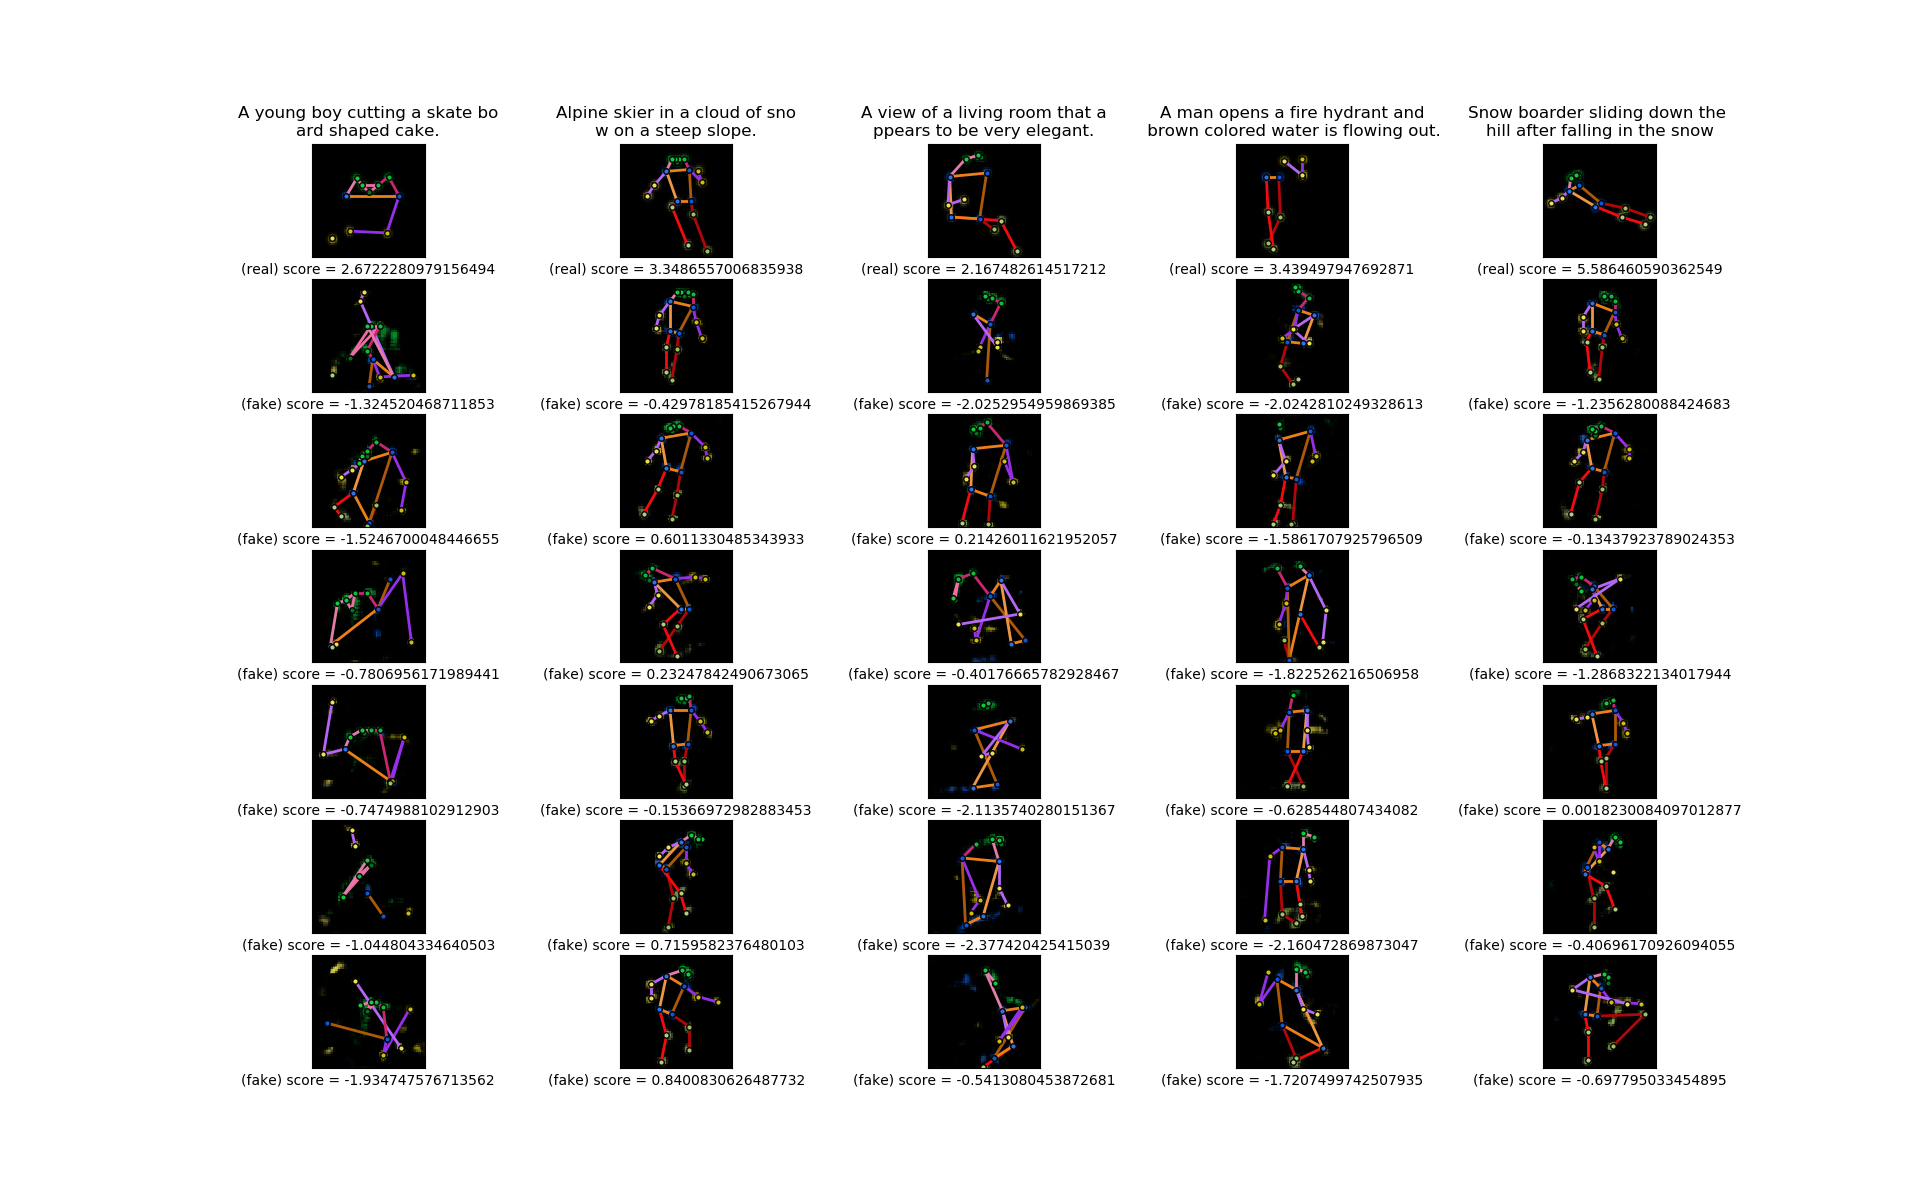 A young boy cutting a skate bo
ard shaped cake.
Alpine skier in a cloud of sno
w on a steep slope.
A view of a living room that a
ppears to be very elegant.
A man opens a fire hydrant and
brown colored water is flowing out.
Snow boarder sliding down the
hill after falling in the snow
(real) score = 2.6722280979156494
(real) score = 3.3486557006835938
(real) score = 2.167482614517212
(real) score = 3.439497947692871
(real) score = 5.586460590362549
(fake) score = -1.324520468711853
(fake) score = -0.42978185415267944
(fake) score = -2.0252954959869385
(fake) score = -2.0242810249328613
(fake) score = -1.2356280088424683
(fake) score = -1.5246700048446655
(fake) score = 0.6011330485343933
(fake) score = 0.21426011621952057
(fake) score = -1.5861707925796509
(fake) score = -0.13437923789024353
(fake) score = -0.7806956171989441
(fake) score = 0.23247842490673065
(fake) score = -0.40176665782928467
(fake) score = -1.822526216506958
(fake) score = -1.2868322134017944
(fake) score = -0.7474988102912903
(fake) score = -0.15366972982883453
(fake) score = -2.1135740280151367
(fake) score = -0.628544807434082
(fake) score = 0.0018230084097012877
(fake) score = -1.044804334640503
(fake) score = 0.7159582376480103
(fake) score = -2.377420425415039
(fake) score = -2.160472869873047
(fake) score = -0.40696170926094055
(fake) score = -1.934747576713562
(fake) score = 0.8400830626487732
(fake) score = -0.5413080453872681
(fake) score = -1.7207499742507935
(fake) score = -0.697795033454895